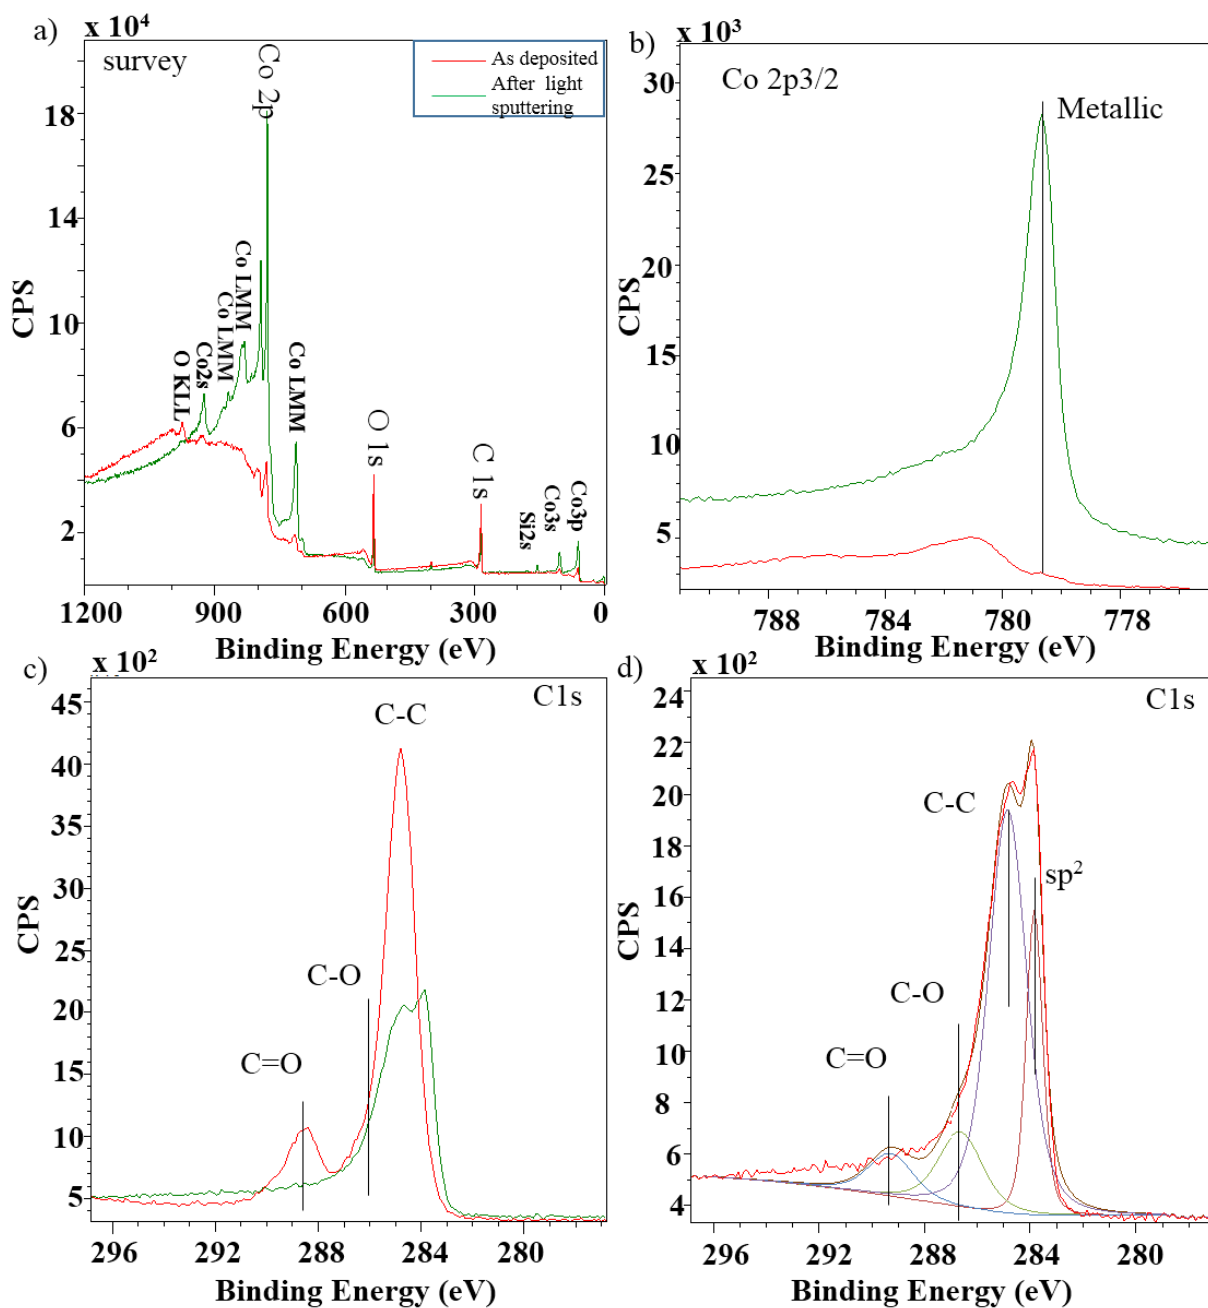 a)
x 10⁴
survey
As deposited
After light
sputtering
Co 2p
18
14
10
6
2
CPS
O KLL
Co2s
Co LMM
Co LMM
Co LMM
O 1s
C 1s
Si2s
Co3s
Co3p
1200
900
600
300
0
Binding Energy (eV)
b)
x 10³
Co 2p3/2
Metallic
30
25
20
15
10
5
CPS
788
784
780
778
Binding Energy (eV)
c)
x 10²
C1s
C-C
C-O
C=O
45
40
35
30
25
20
15
10
5
CPS
296
292
288
284
280
Binding Energy (eV)
d)
x 10²
C1s
C-C
sp²
C-O
C=O
24
22
20
18
16
14
12
10
8
6
4
CPS
296
292
288
284
280
Binding Energy (eV)